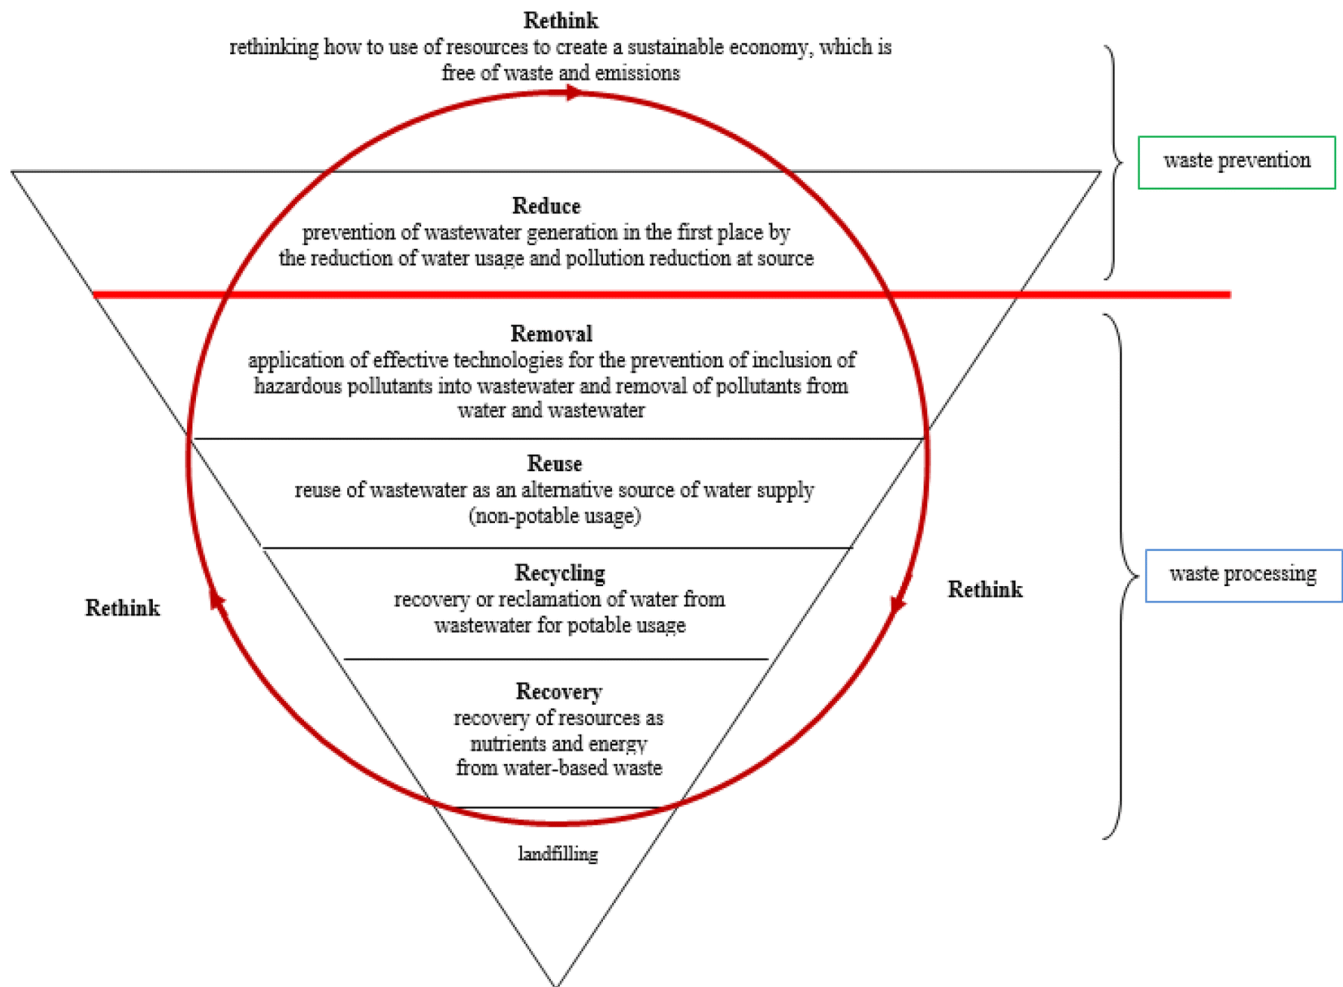 Rethink
rethinking how to use of resources to create a sustainable economy, which is
free of waste and emissions
waste prevention
Reduce
prevention of wastewater generation in the first place by
the reduction of water usage and pollution reduction at source
Removal
application of effective technologies for the prevention of inclusion of
hazardous pollutants into wastewater and removal of pollutants from
water and wastewater
Reuse
reuse of wastewater as an alternative source of water supply
(non-potable usage)
Recycling
recovery or reclamation of water from
wastewater for potable usage
Rethink
Rethink
waste processing
Recovery
recovery of resources as
nutrients and energy
from water-based waste
landfilling